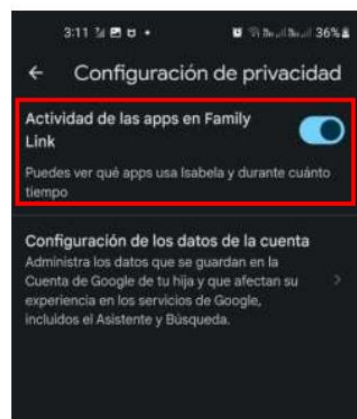 3:11
36%
← Configuración de privacidad
Actividad de las apps en Family
Link
Puedes ver qué apps usa Isabela y durante cuánto
tiempo
Configuración de los datos de la cuenta
Administra los datos que se guardan en la
Cuenta de Google de tu hija y que afectan su
experiencia en los servicios de Google,
incluidos el Asistente y Búsqueda.